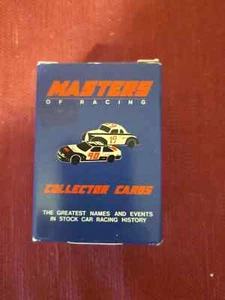 MASTERS
OF RACING
COLLECTOR CARDS
THE GREATEST NAMES AND EVENTS
IN STOCK CAR RACING HISTORY